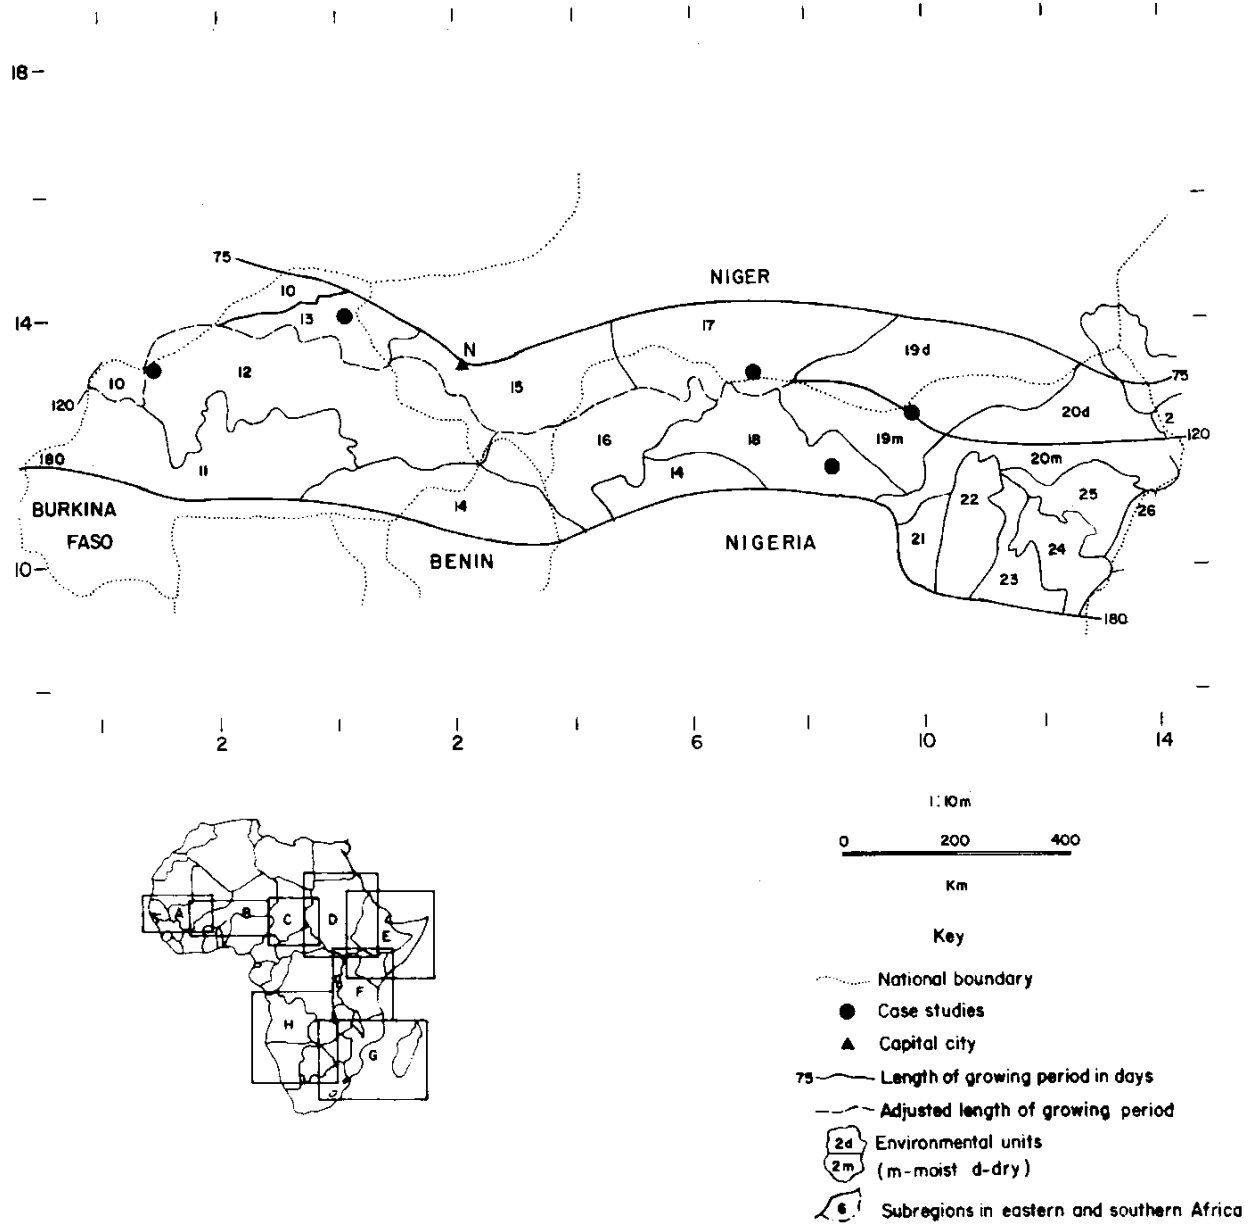 18
75
NIGER
10
14
13
17
N
19d
10
12
15
75
120
20d
2
16
18
19m
120
180
11
14
20m
22
25
BURKINA
FASO
14
NIGERIA
BENIN
26
21
24
10
23
180
2
2
6
10
14
1:10m
0 200 400
Km
A
B
C
D
E
F
H
G
Key
National boundary
Case studies
Capital city
75 Length of growing period in days
Adjusted length of growing period
2d Environmental units
2m (m-moist d-dry)
6 Subregions in eastern and southern Africa